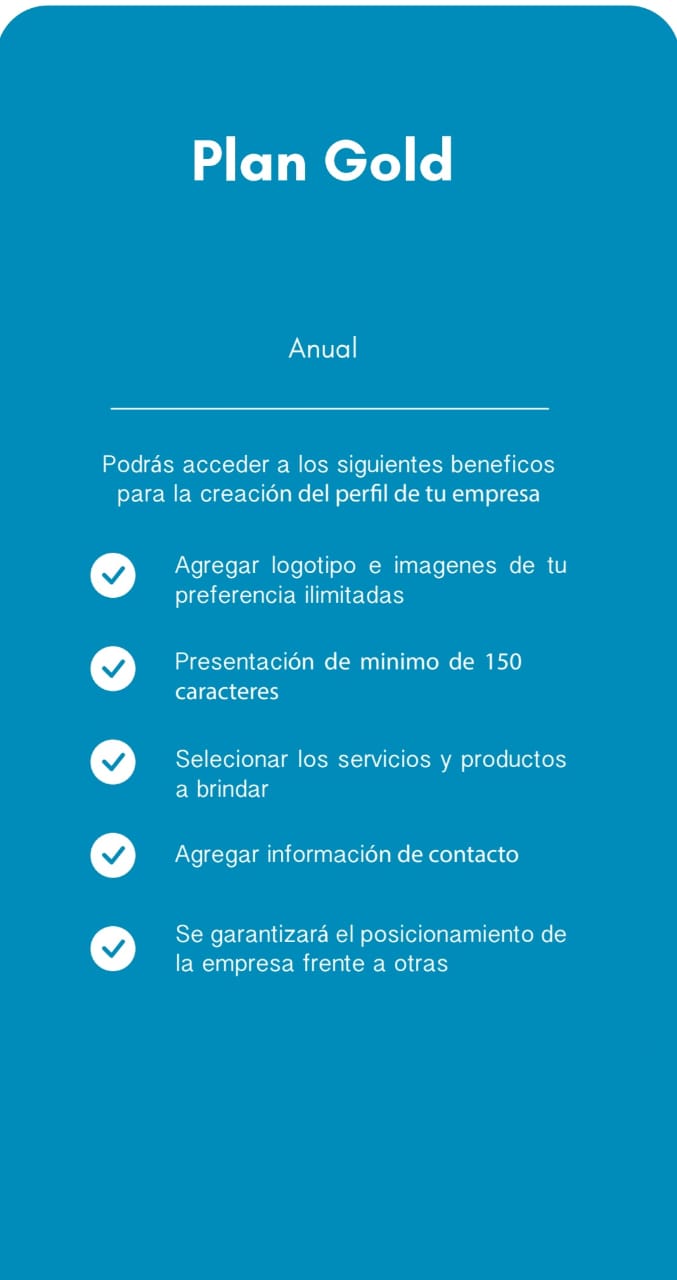 Plan Gold
Anual
Podrás acceder a los siguientes beneficos
para la creación del perfil de tu empresa
Agregar logotipo e imagenes de tu
preferencia ilimitadas
Presentación de minimo de 150
caracteres
Selecionar los servicios y productos
a brindar
Agregar información de contacto
Se garantizará el posicionamiento de
la empresa frente a otras